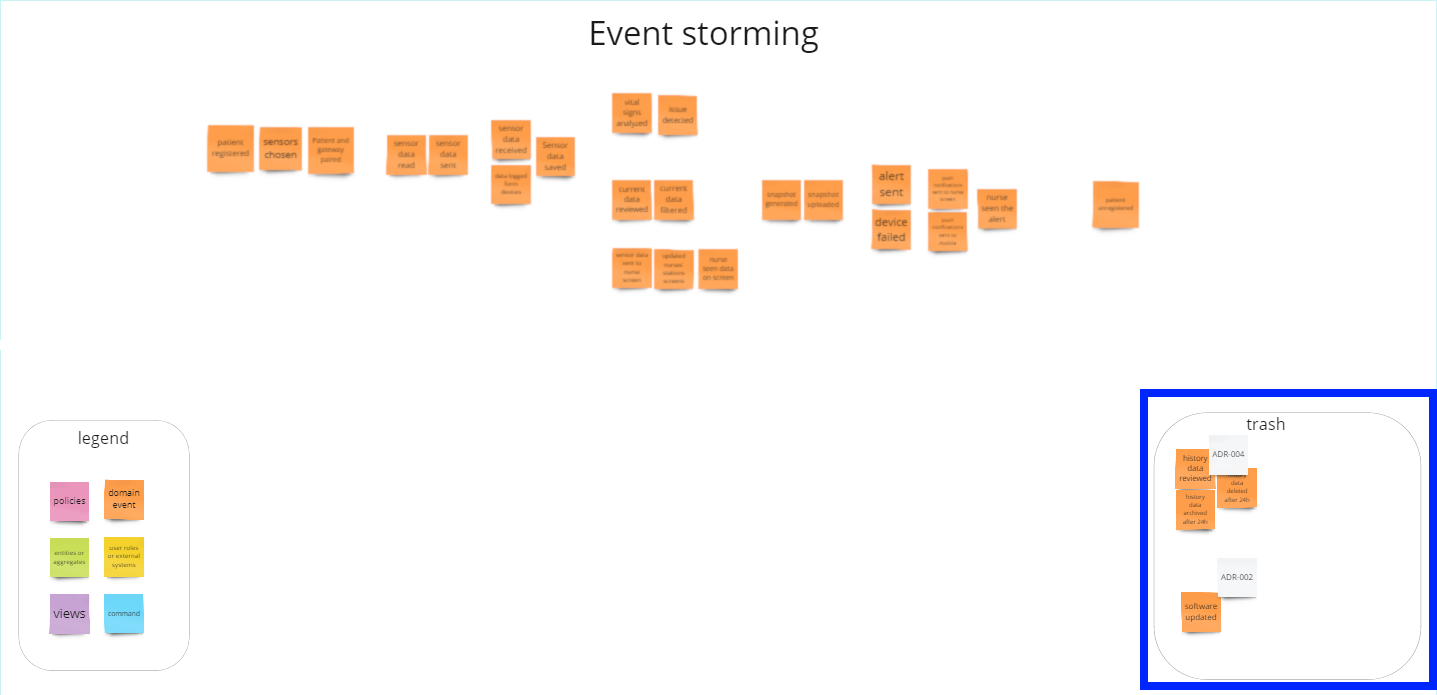 Event storming
vital
signs
analyzed
issue
detected
patient
registered
sensors
chosen
Patient and
gateway
paired
sensor
data
read
sensor
data
sent
sensor
data
received
Sensor
data
saved
data logged
form
devices
current
data
reviewed
current
data
filtered
snapshot
generated
snapshot
uploaded
alert
sent
device
failed
push
notifications
sent to nurse
screen
push
notifications
sent to
mobile
nurse
seen the
alert
patient
unregistered
sensor data
sent to
nurse
screen
updated
nurses'
stations
screens
nurse
seen data
on screen
legend
policies
domain
event
entities or
aggregates
user roles
or external
systems
views
command
trash
history
data
reviewed
ADR-004
data
deleted
after 24h
history
data
archived
after 24h
ADR-002
software
updated